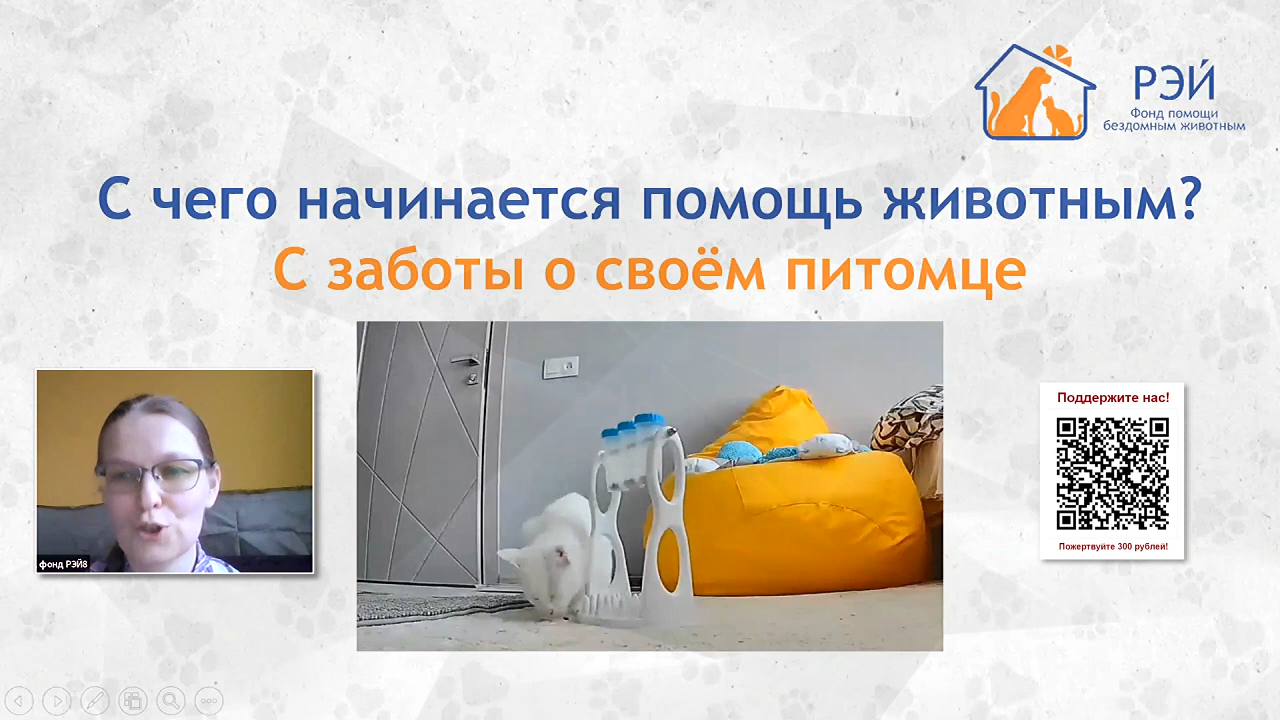 РЭЙ
Фонд помощи
бездомным животным
С чего начинается помощь животным?
С заботы о своём питомце
Поддержите нас!
Пожертвуйте 300 рублей!
фонд РЭЙ8